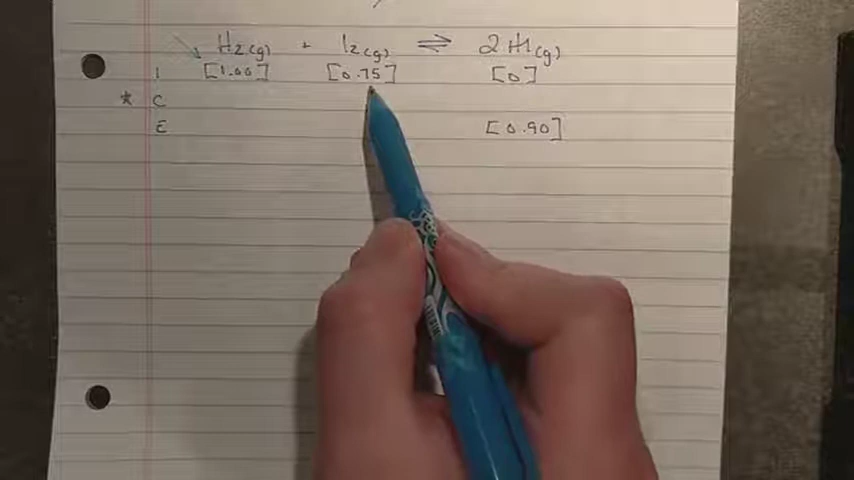 H2(g) + I2(g) ⇌ 2HI(g)
I [1.00] [0.75] [0]
* C
E [0.90]